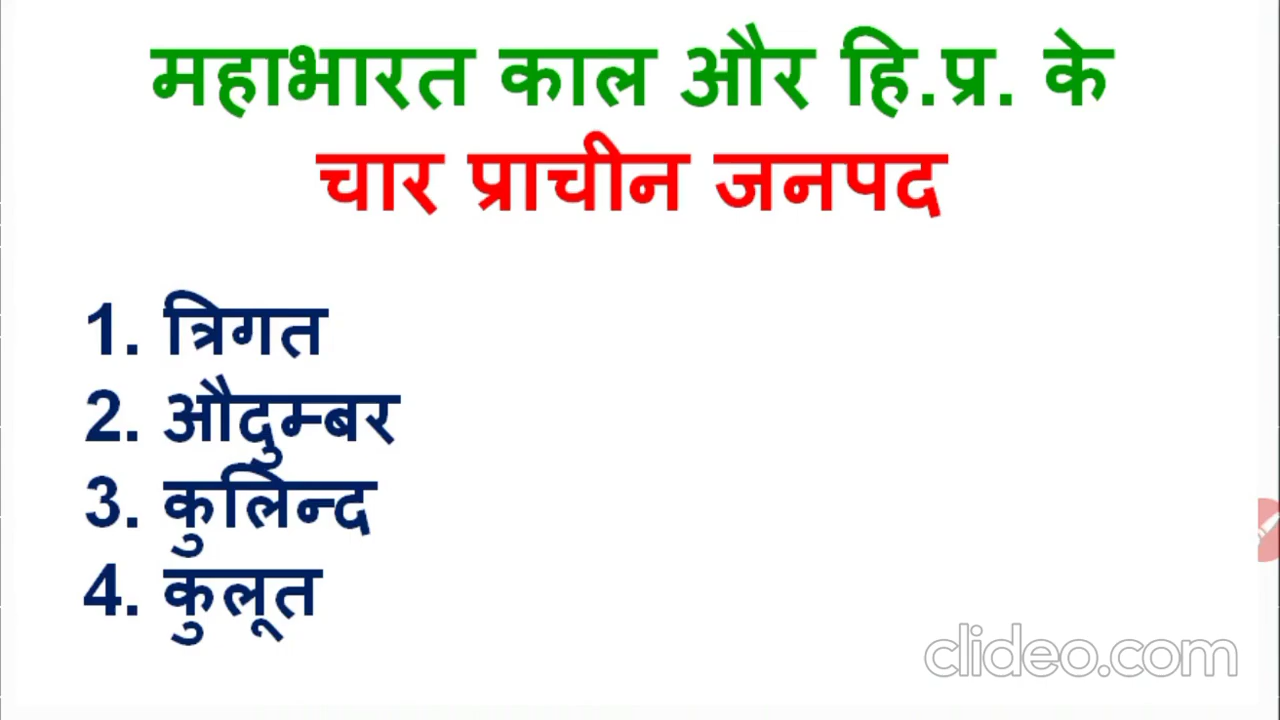 महाभारत काल और हि.प्र. के
चार प्राचीन जनपद
1. त्रिगत
2. औदुम्बर
3. कुलिन्द
4. कुलूत
clideo.com